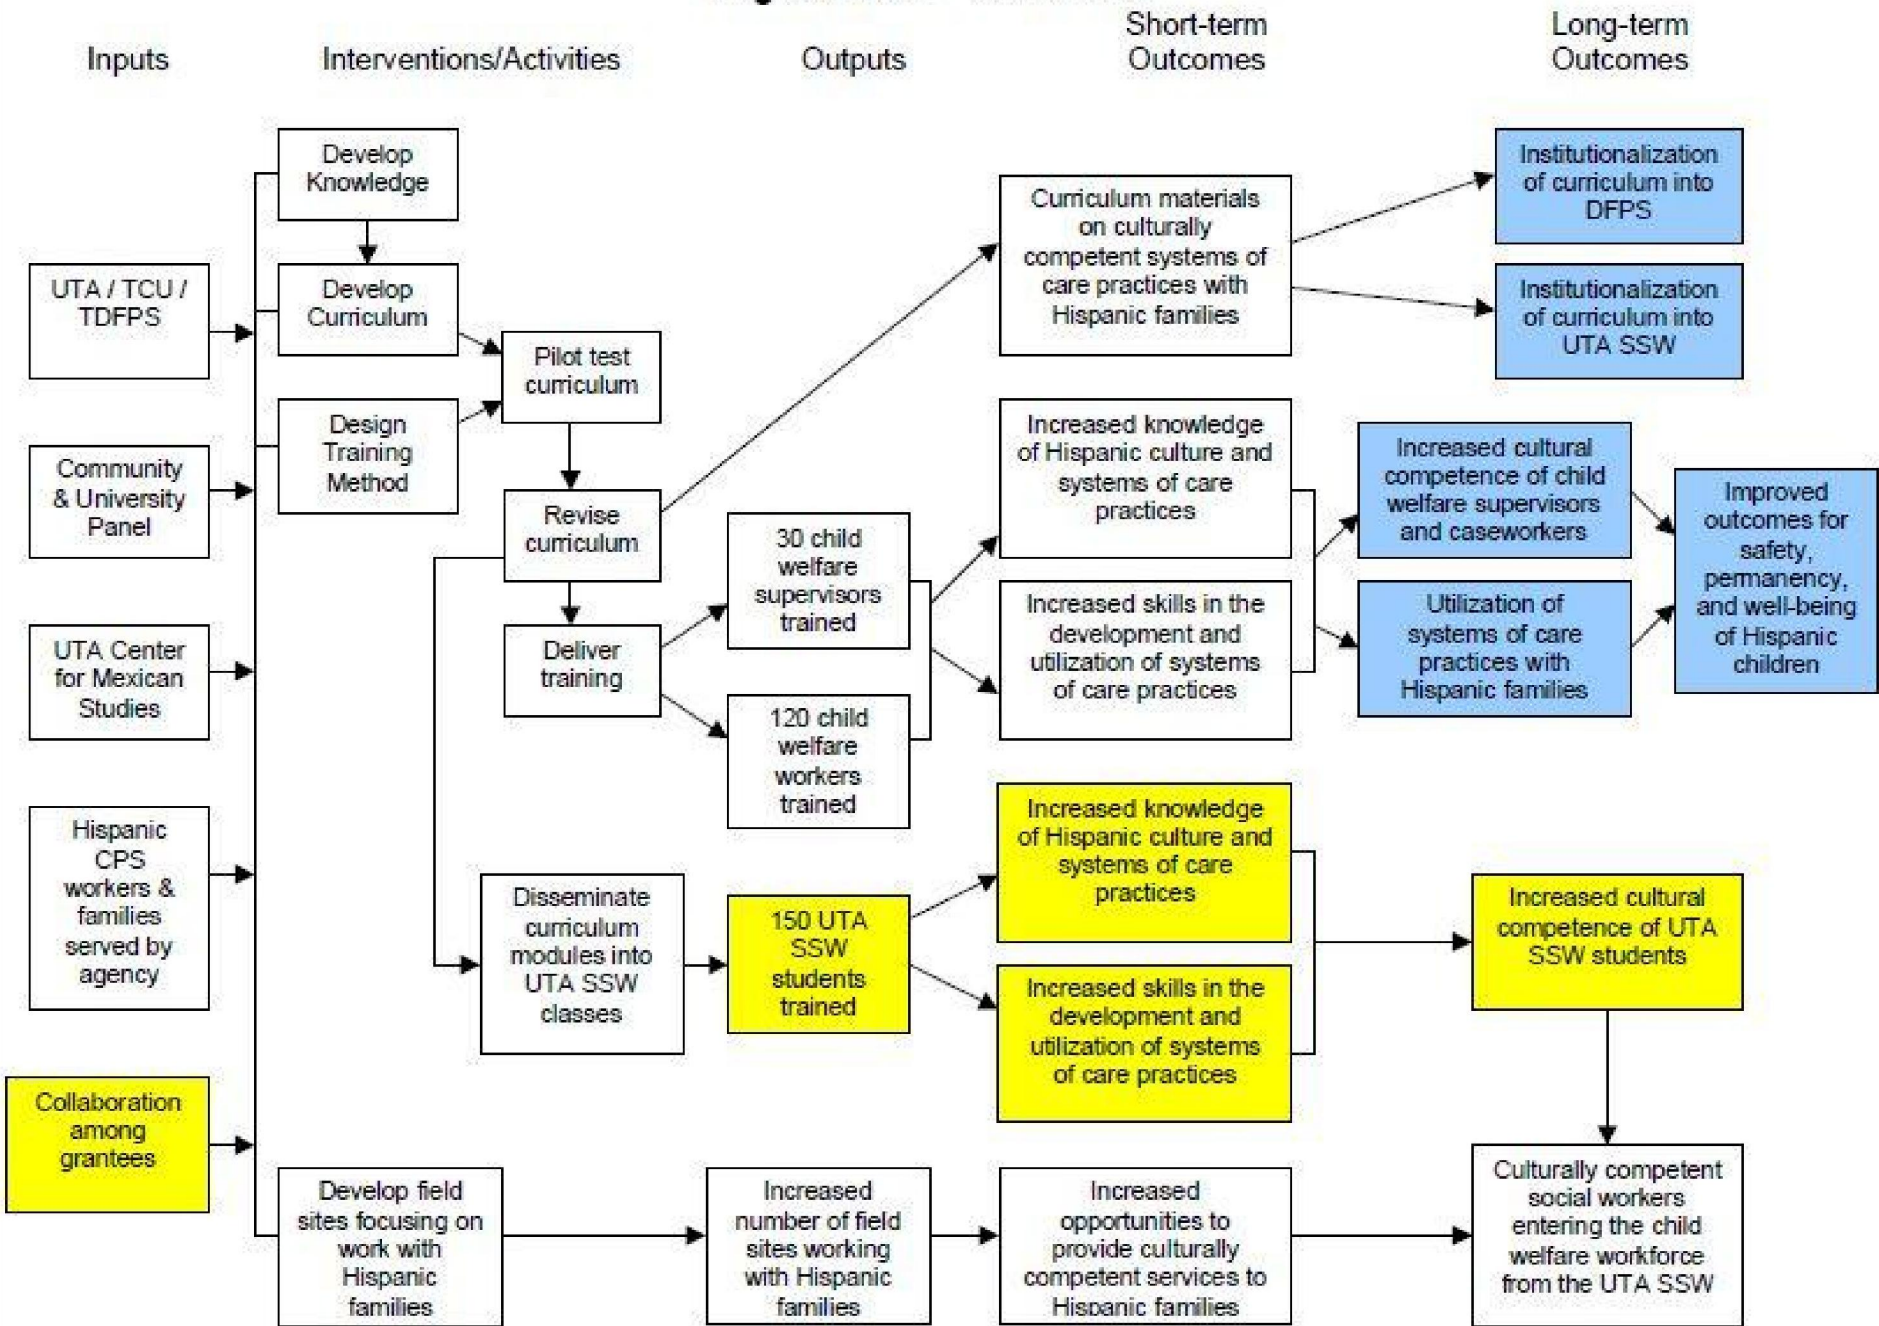 Inputs
Interventions/Activities
Outputs
Short-term
Outcomes
Long-term
Outcomes
UTA / TCU /
TDFPS
Community
& University
Panel
UTA Center
for Mexican
Studies
Hispanic
CPS
workers &
families
served by
agency
Collaboration
among
grantees
Develop
Knowledge
Develop
Curriculum
Design
Training
Method
Pilot test
curriculum
Revise
curriculum
Deliver
training
Disseminate
curriculum
modules into
UTA SSW
classes
Develop field
sites focusing on
work with
Hispanic
families
30 child
welfare
supervisors
trained
120 child
welfare
workers
trained
150 UTA
SSW
students
trained
Increased
number of field
sites working
with Hispanic
families
Curriculum materials
on culturally
competent systems of
care practices with
Hispanic families
Increased knowledge
of Hispanic culture and
systems of care
practices
Increased skills in the
development and
utilization of systems
of care practices
Increased knowledge
of Hispanic culture and
systems of care
practices
Increased skills in the
development and
utilization of systems
of care practices
Increased
opportunities to
provide culturally
competent services to
Hispanic families
Institutionalization
of curriculum into
DFPS
Institutionalization
of curriculum into
UTA SSW
Increased cultural
competence of child
welfare supervisors
and caseworkers
Utilization of
systems of care
practices with
Hispanic families
Improved
outcomes for
safety,
permanency,
and well-being
of Hispanic
children
Increased cultural
competence of UTA
SSW students
Culturally competent
social workers
entering the child
welfare workforce
from the UTA SSW